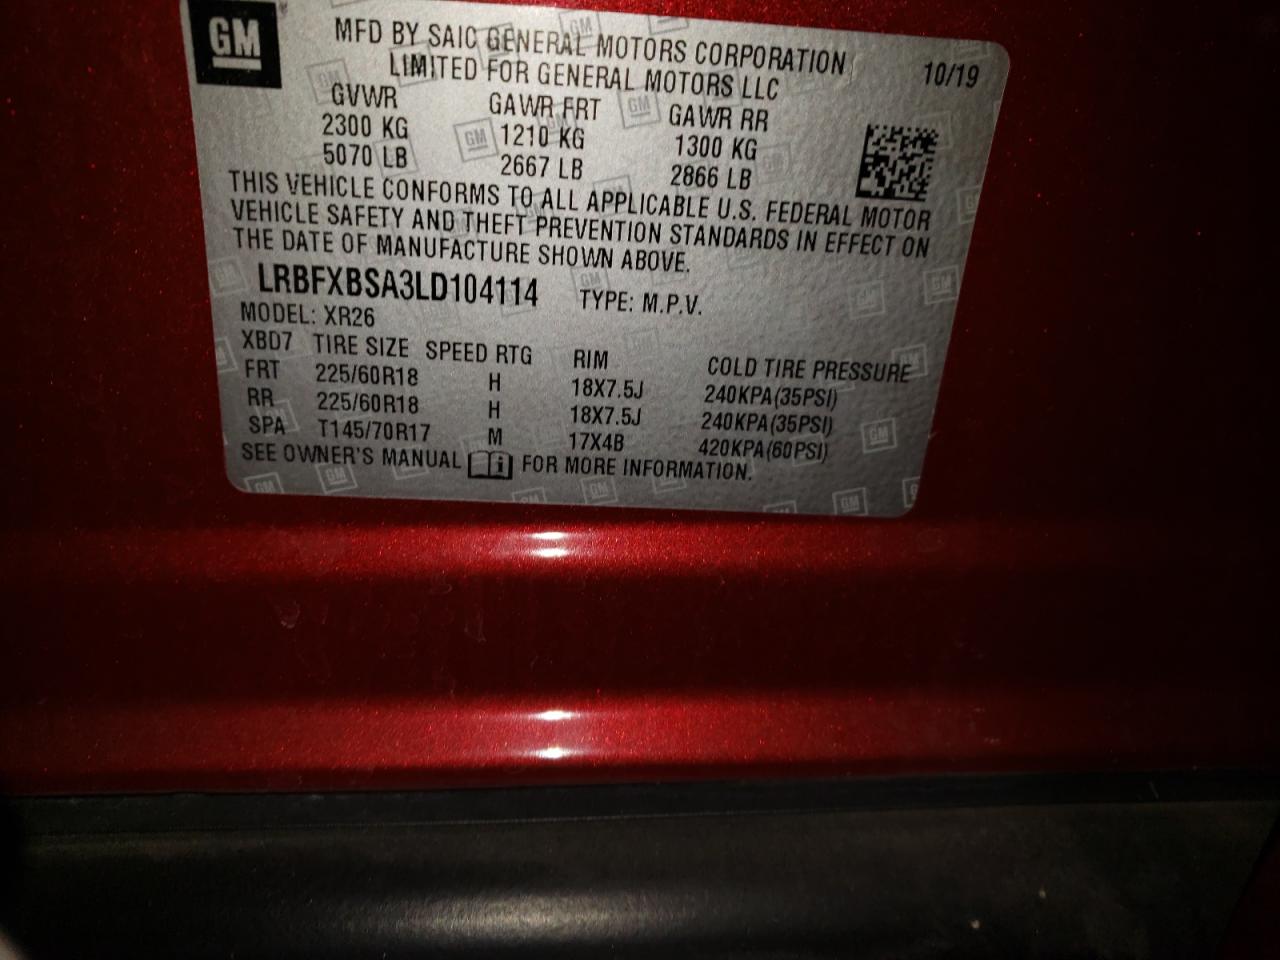 GM
MFD BY SAIC GENERAL MOTORS CORPORATION
LIMITED FOR GENERAL MOTORS LLC
10/19
GVWR GAWR FRT GAWR RR
2300 KG 1210 KG 1300 KG
5070 LB 2667 LB 2866 LB
THIS VEHICLE CONFORMS TO ALL APPLICABLE U.S. FEDERAL MOTOR
VEHICLE SAFETY AND THEFT PREVENTION STANDARDS IN EFFECT ON
THE DATE OF MANUFACTURE SHOWN ABOVE.
LRBFXBSA3LD104114 TYPE: M.P.V.
MODEL: XR26
XBD7 TIRE SIZE SPEED RTG RIM COLD TIRE PRESSURE
FRT 225/60R18 H 18X7.5J 240KPA(35PSI)
RR 225/60R18 H 18X7.5J 240KPA(35PSI)
SPA T145/70R17 M 17X4B 420KPA(60PSI)
SEE OWNER'S MANUAL i FOR MORE INFORMATION.